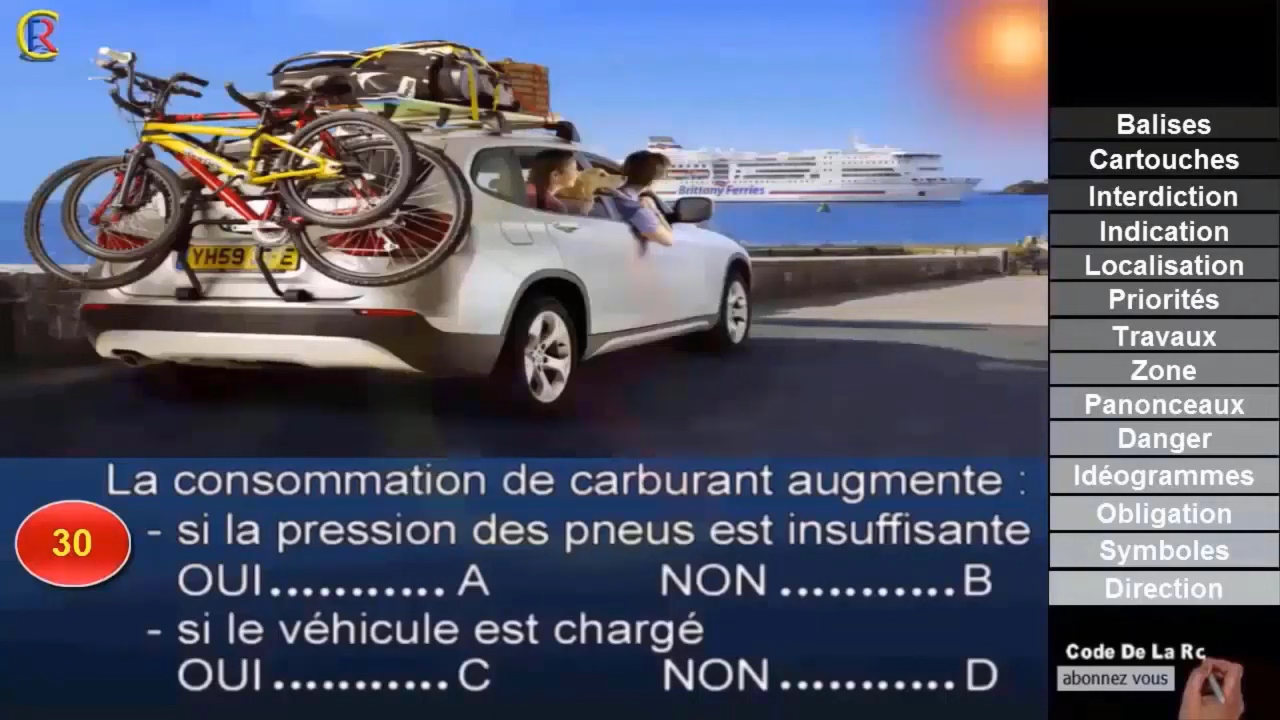 CRE
Brittany Ferries
YH59
La consommation de carburant augmente :
30
- si la pression des pneus est insuffisante
OUI ........... A NON ........... B
- si le véhicule est chargé
OUI ........... C NON ........... D
Balises
Cartouches
Interdiction
Indication
Localisation
Priorités
Travaux
Zone
Panonceaux
Danger
Idéogrammes
Obligation
Symboles
Direction
Code De La Rc
abonnez vous